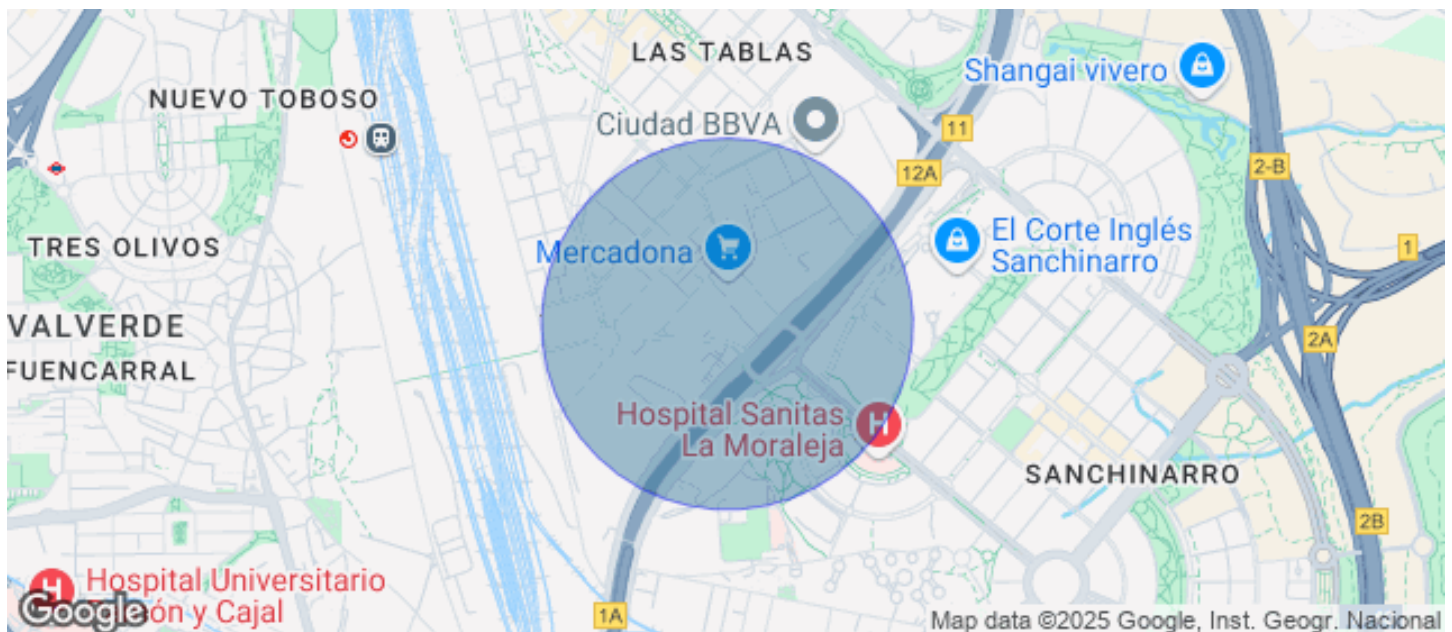 LAS TABLAS
Shangai vivero
NUEVO TOBOSO
Ciudad BBVA
11
2-B
12A
TRES OLIVOS
Mercadona
El Corte Inglés
Sanchinarro
1
VALVERDE
2A
FUENCARRAL
Hospital Sanitas
La Moraleja
H
SANCHINARRO
2B
H
Hospital Universitario
ón y Cajal
Google
1A
Map data ©2025 Google, Inst. Geogr. Nacional